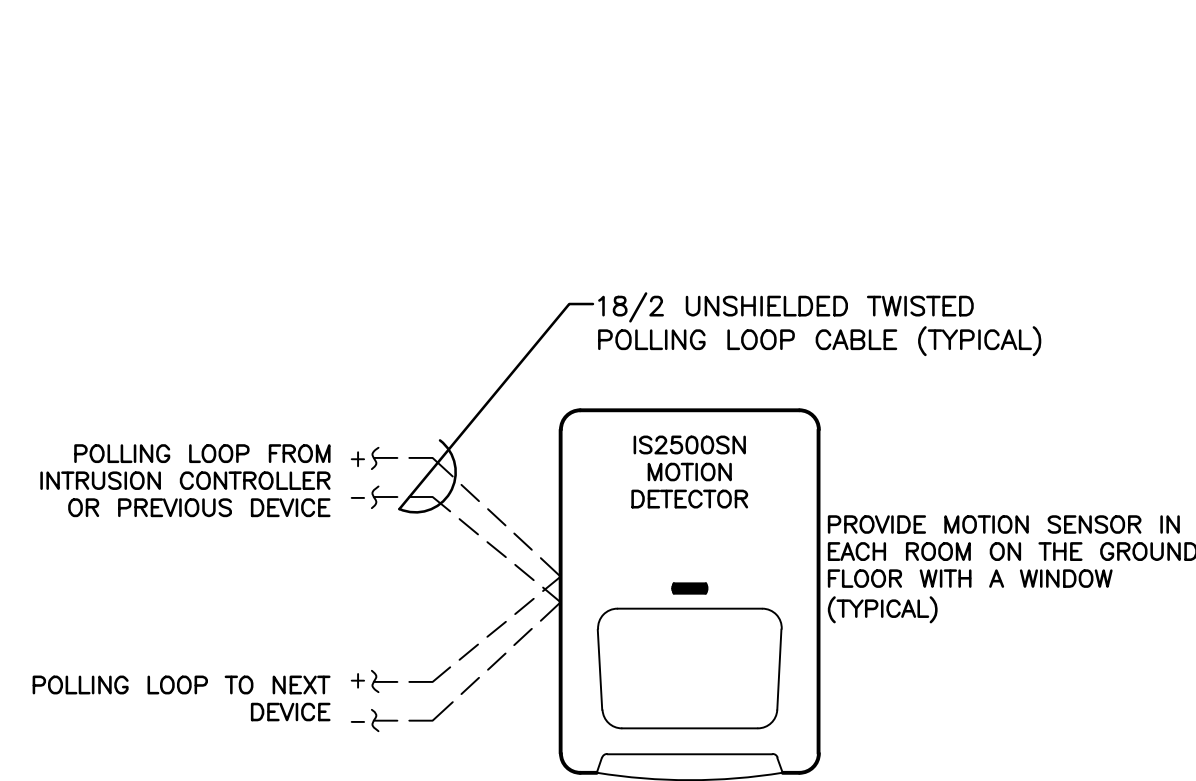 18/2 UNSHIELDED TWISTED
POLLING LOOP CABLE (TYPICAL)
POLLING LOOP FROM
INTRUSION CONTROLLER
OR PREVIOUS DEVICE
+
-
IS2500SN
MOTION
DETECTOR
PROVIDE MOTION SENSOR IN
EACH ROOM ON THE GROUND
FLOOR WITH A WINDOW
(TYPICAL)
POLLING LOOP TO NEXT
DEVICE
+
-